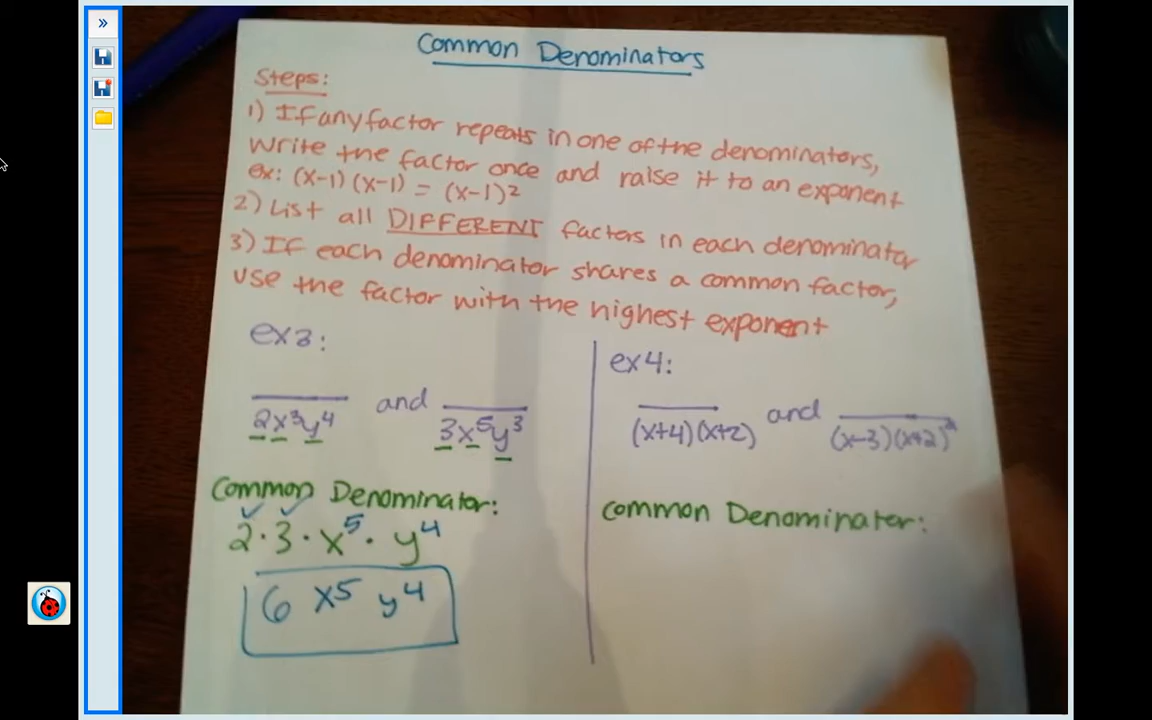 Common Denominators
Steps:
1) If any factor repeats in one of the denominators,
write the factor once and raise it to an exponent
ex: (x-1)(x-1) = (x-1)²
2) List all DIFFERENT factors in each denominator
3) If each denominator shares a common factor,
use the factor with the highest exponent
ex3:
2x³y⁴ and 3x⁵y³
Common Denominator:
2·3·x⁵·y⁴
6 x⁵ y⁴
ex4:
(x+4)(x+2) and (x-3)(x+2)
Common Denominator: